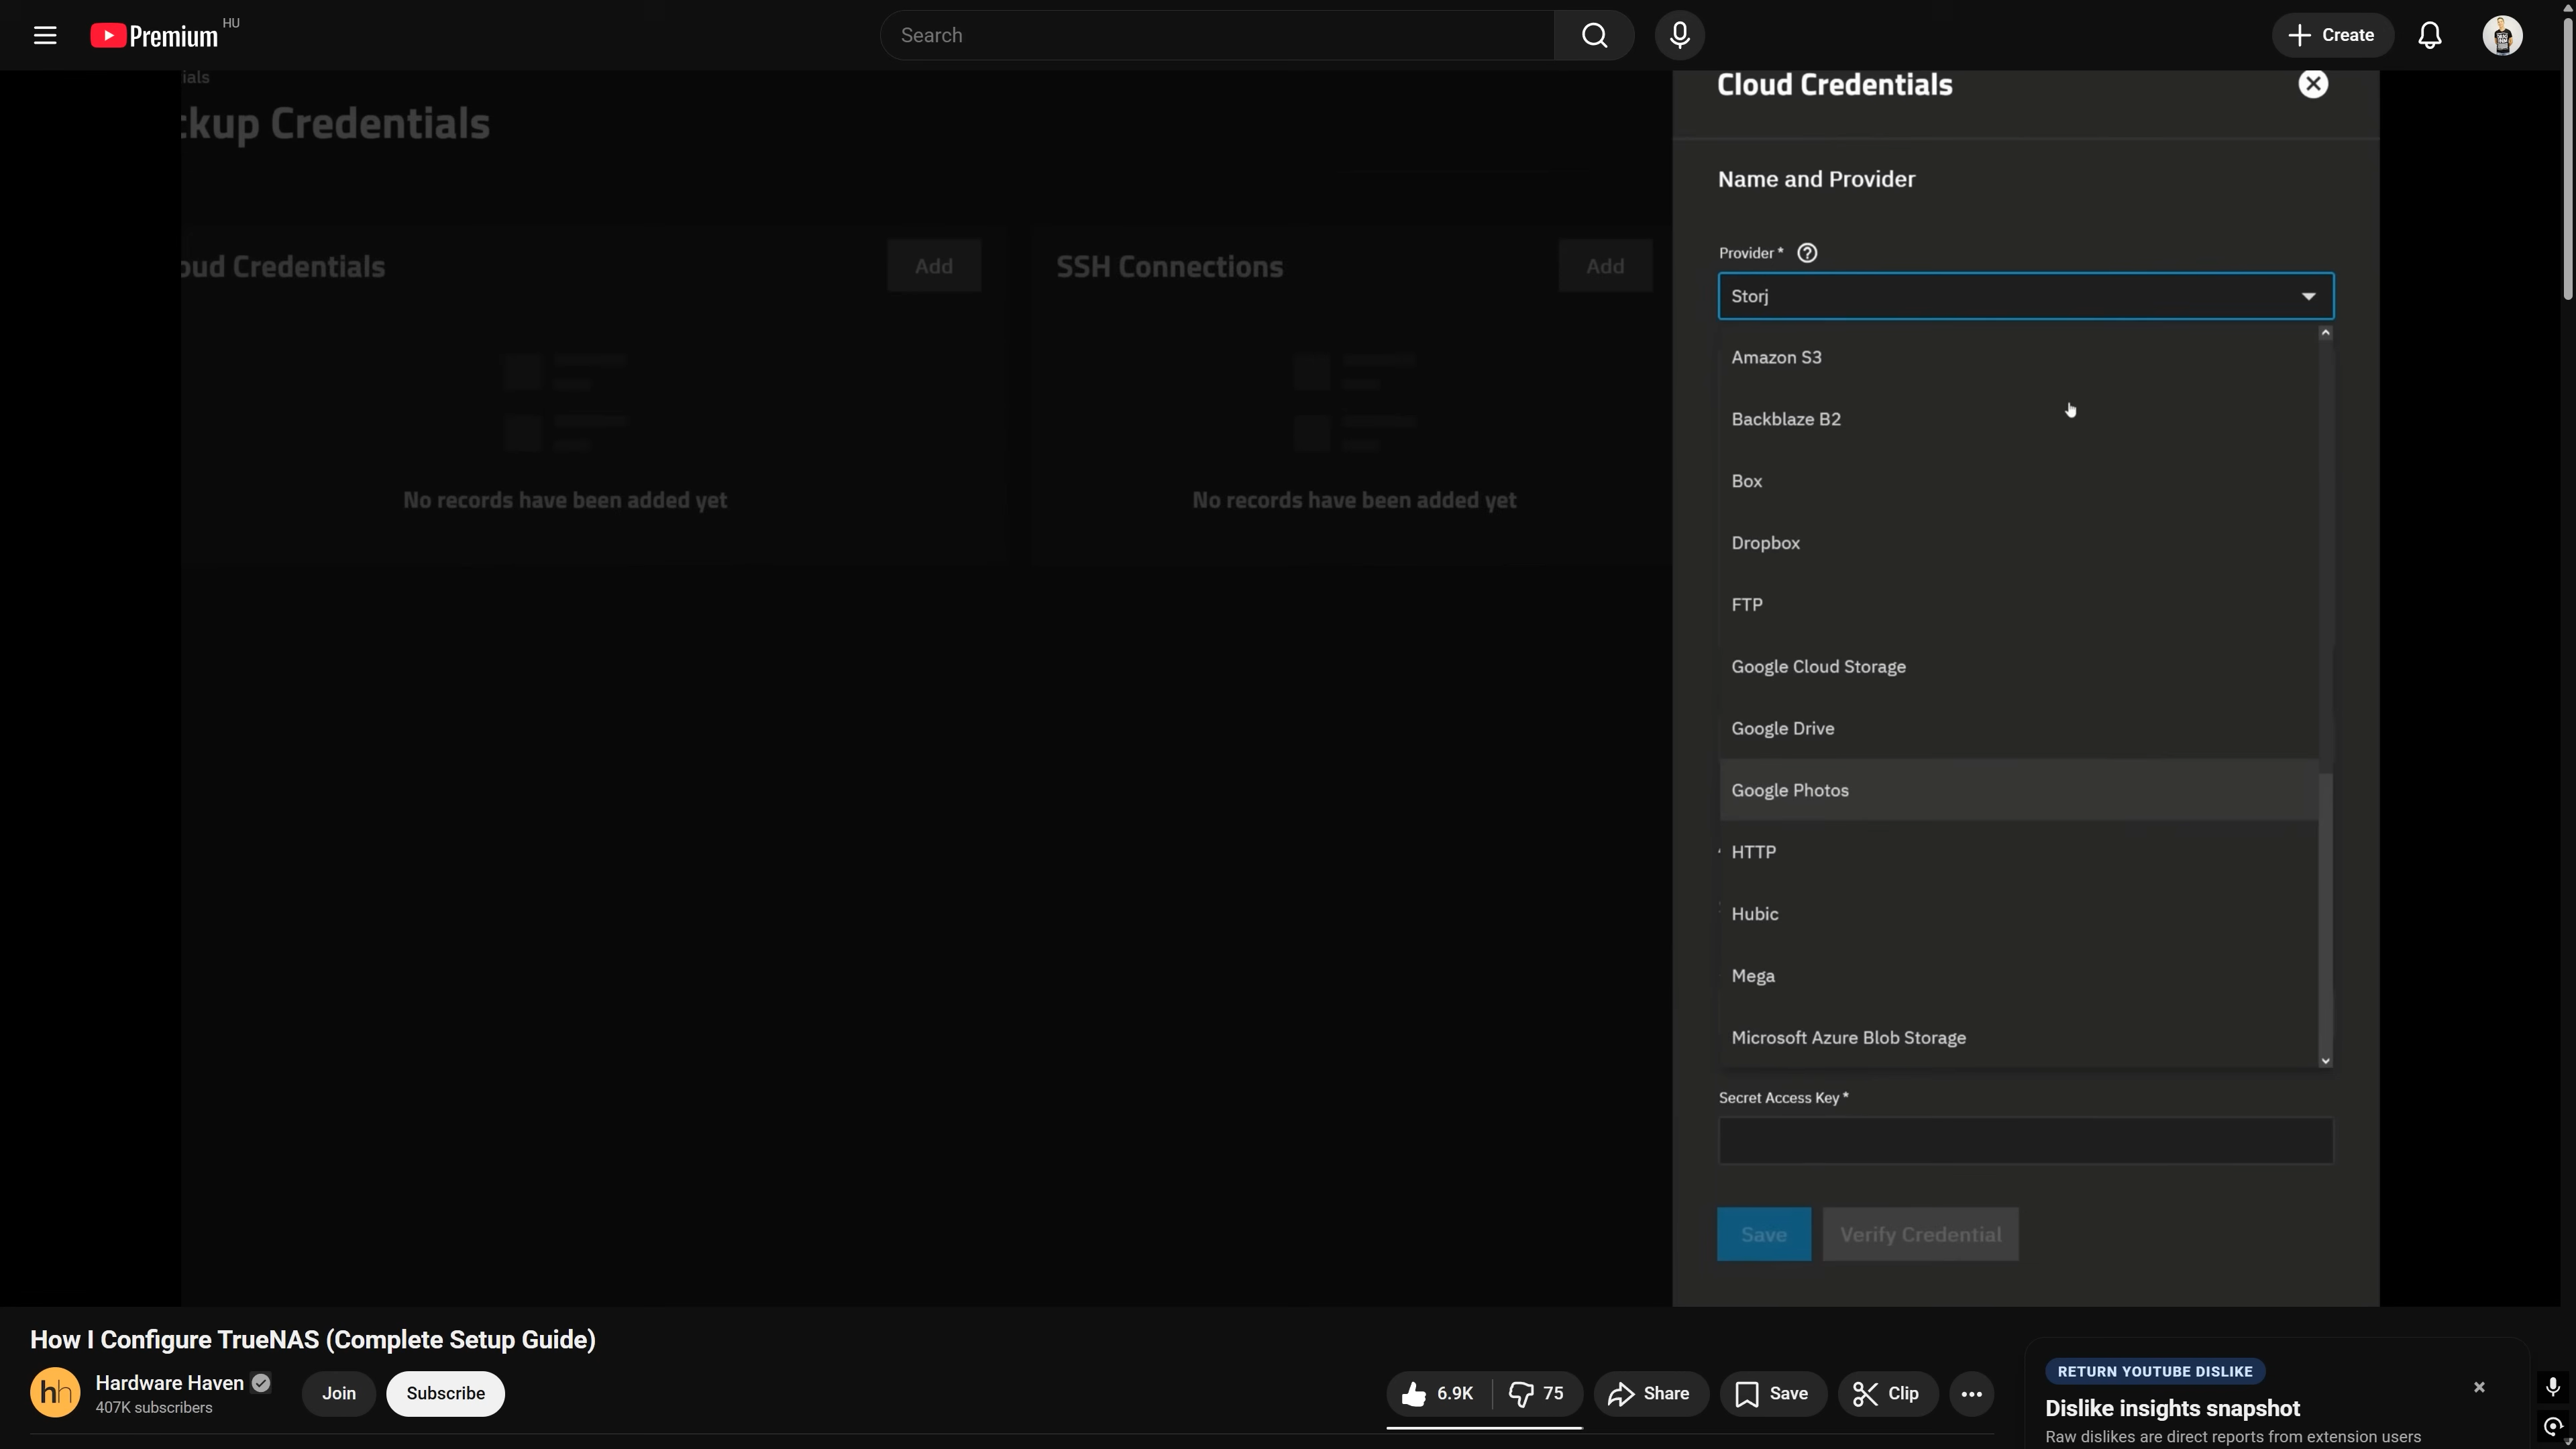 Premium
HU
Search
Create
ials
ckup Credentials
Cloud Credentials
Name and Provider
oud Credentials
Add
SSH Connections
Add
Provider *
Storj
Amazon S3
Backblaze B2
Box
Dropbox
FTP
Google Cloud Storage
Google Drive
Google Photos
HTTP
Hubic
Mega
Microsoft Azure Blob Storage
No records have been added yet
No records have been added yet
Secret Access Key *
Save
Verify Credential
How I Configure TrueNAS (Complete Setup Guide)
hh
Hardware Haven
407K subscribers
Join
Subscribe
6.9K
75
Share
Save
Clip
RETURN YOUTUBE DISLIKE
Dislike insights snapshot
Raw dislikes are direct reports from extension users